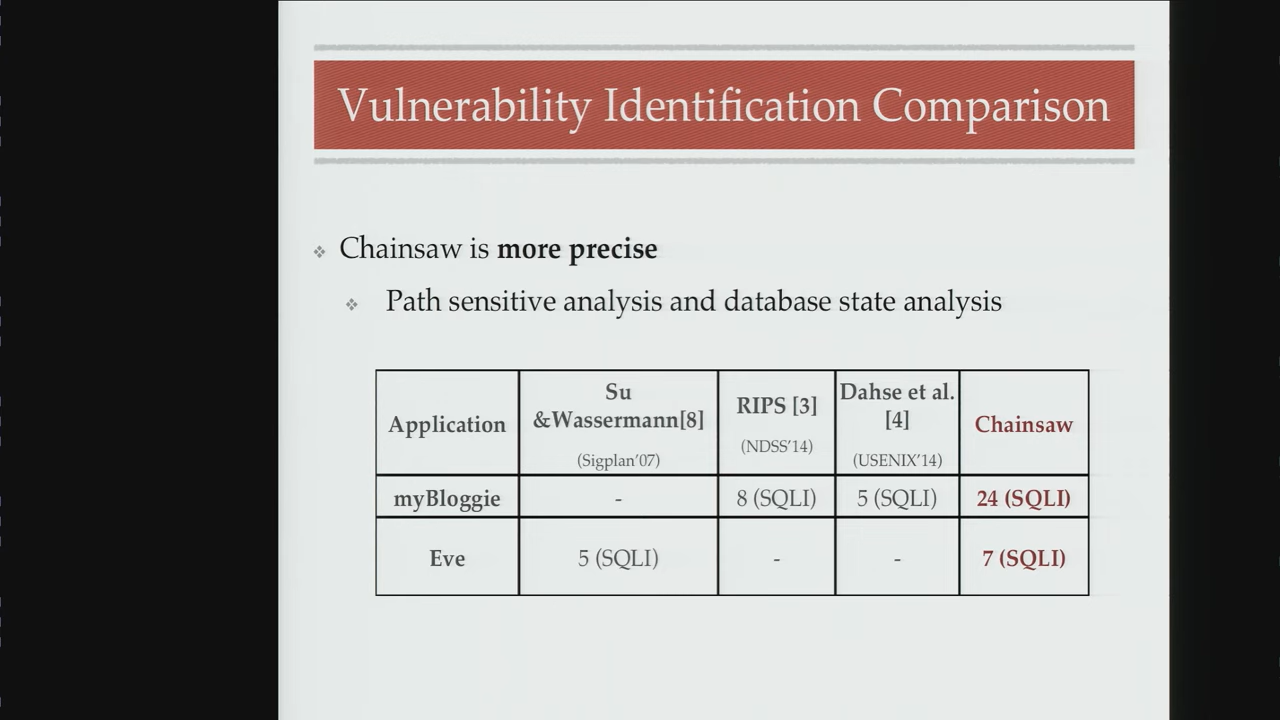 Vulnerability Identification Comparison
❖ Chainsaw is more precise
❖ Path sensitive analysis and database state analysis
Application
Su
&Wassermann[8]
(Sigplan'07)
RIPS [3]
(NDSS'14)
Dahse et al.
[4]
(USENIX'14)
Chainsaw
myBloggie - 8 (SQLI) 5 (SQLI) 24 (SQLI)
Eve 5 (SQLI) - - 7 (SQLI)